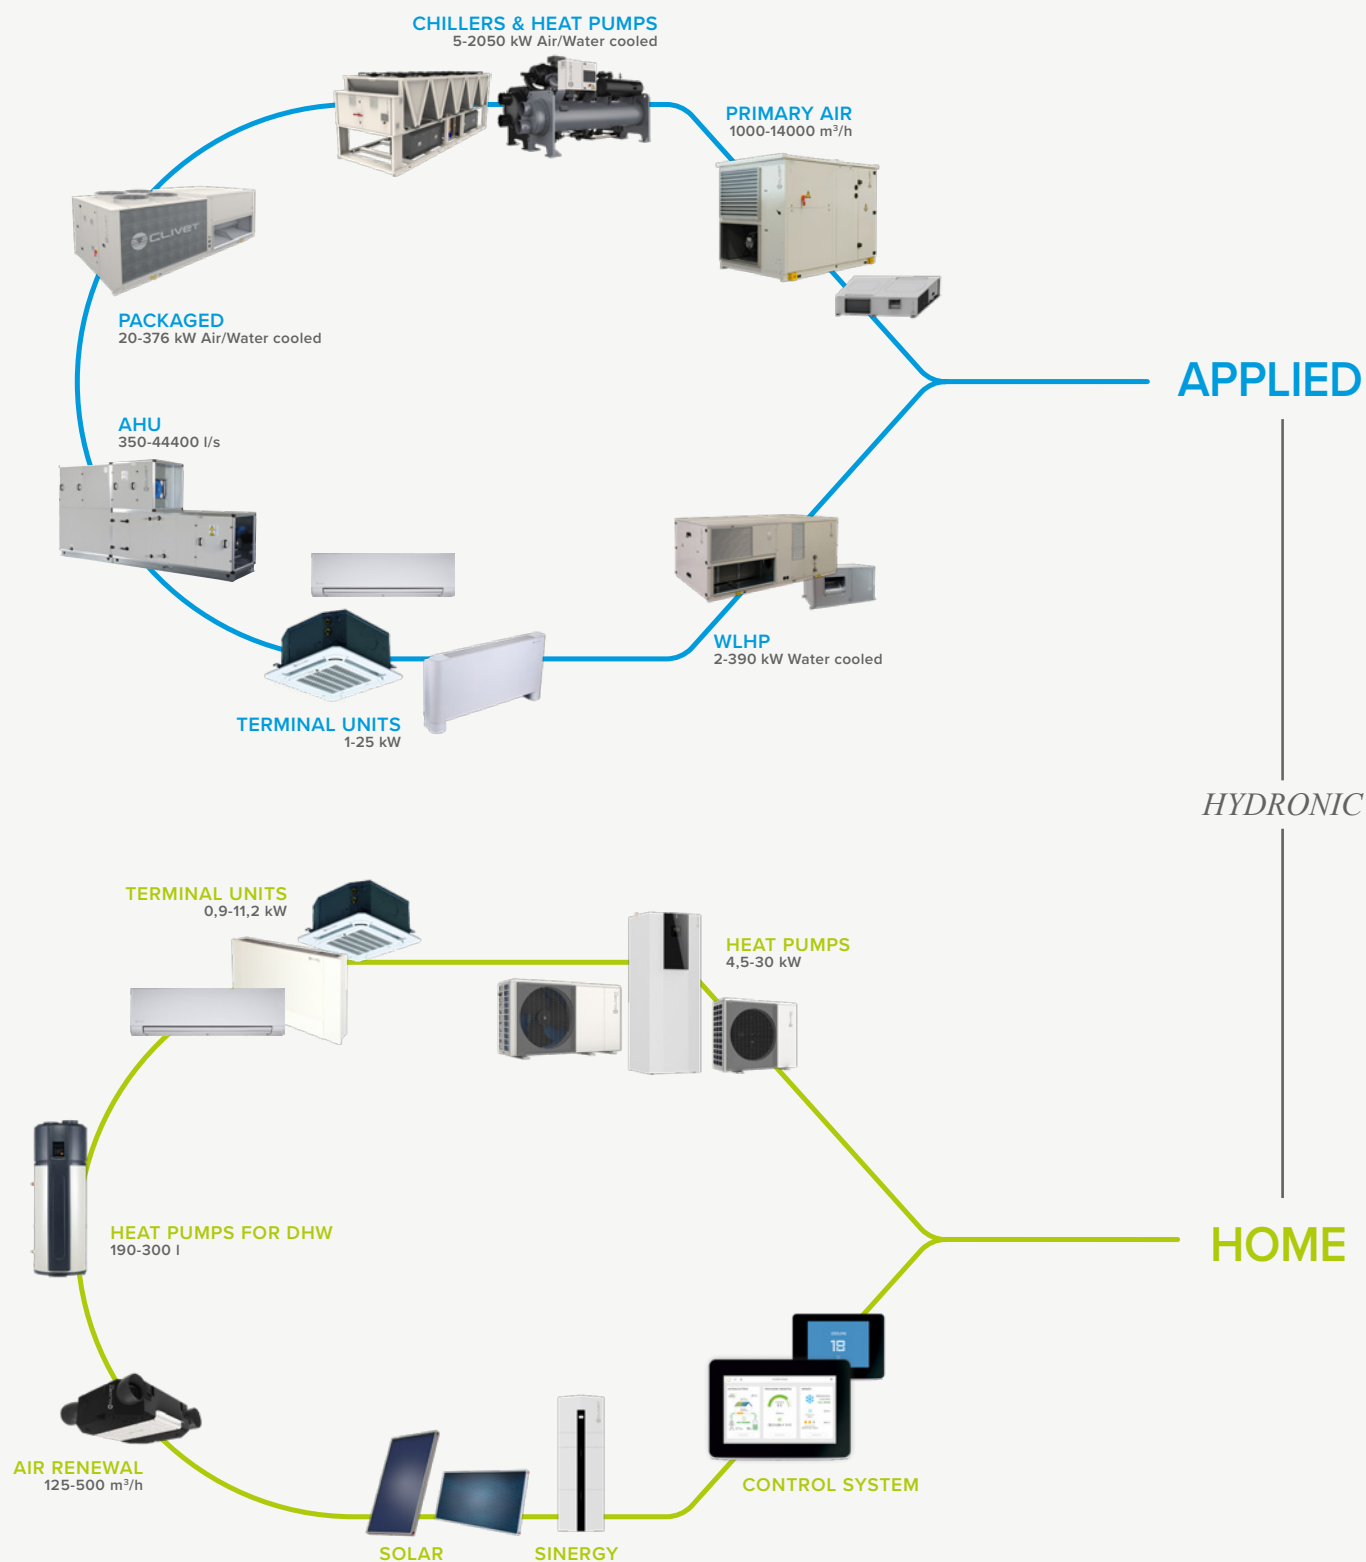 CHILLERS & HEAT PUMPS
5-2050 kW Air/Water cooled
PRIMARY AIR
1000-14000 m³/h
CLIVET
PACKAGED
20-376 kW Air/Water cooled
APPLIED
AHU
350-44400 l/s
WLHP
2-390 kW Water cooled
TERMINAL UNITS
1-25 kW
HYDRONIC
TERMINAL UNITS
0,9-11,2 kW
HEAT PUMPS
4,5-30 kW
HEAT PUMPS FOR DHW
190-300 l
HOME
18
AIR RENEWAL
125-500 m³/h
CONTROL SYSTEM
SOLAR
SINERGY